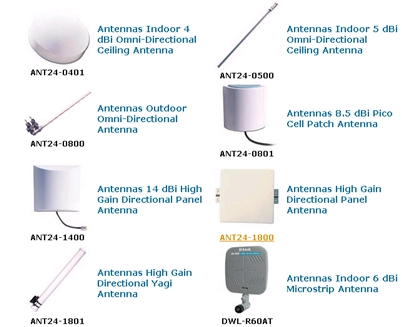 Antennas Indoor 4
dBi Omni-Directional
Ceiling Antenna
ANT24-0401
Antennas Indoor 5 dBi
Omni-Directional
Ceiling Antenna
ANT24-0500
Antennas Outdoor
Omni-Directional
Antenna
ANT24-0800
Antennas 8.5 dBi Pico
Cell Patch Antenna
ANT24-0801
Antennas 14 dBi High
Gain Directional Panel
Antenna
ANT24-1400
Antennas High Gain
Directional Panel
Antenna
ANT24-1800
Antennas High Gain
Directional Yagi
Antenna
ANT24-1801
Antennas Indoor 6 dBi
Microstrip Antenna
DWL-R60AT